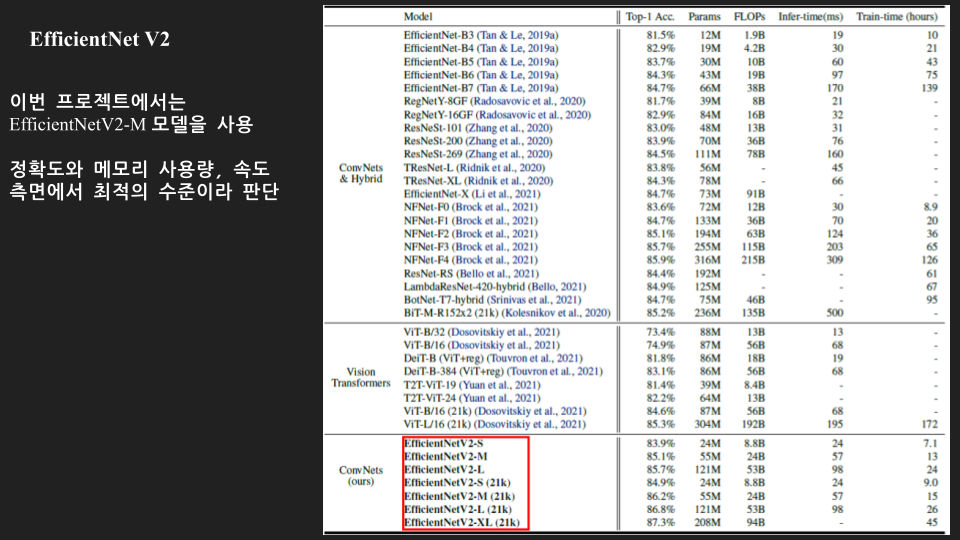 EfficientNet V2
이번 프로젝트에서는
EfficientNetV2-M 모델을 사용
정확도와 메모리 사용량, 속도
측면에서 최적의 수준이라 판단
Model Top-1 Acc. Params FLOPs Infer-time(ms) Train-time (hours)
ConvNets & Hybrid
EfficientNet-B3 (Tan & Le, 2019a) 81.5% 12M 1.9B 19 10
EfficientNet-B4 (Tan & Le, 2019a) 82.9% 19M 4.2B 30 21
EfficientNet-B5 (Tan & Le, 2019a) 83.7% 30M 10B 60 43
EfficientNet-B6 (Tan & Le, 2019a) 84.3% 43M 19B 97 75
EfficientNet-B7 (Tan & Le, 2019a) 84.7% 66M 38B 170 139
RegNetY-8GF (Radosavovic et al., 2020) 81.7% 39M 8B 21 -
RegNetY-16GF (Radosavovic et al., 2020) 82.9% 84M 16B 32 -
ResNeSt-101 (Zhang et al., 2020) 83.0% 48M 13B 31 -
ResNeSt-200 (Zhang et al., 2020) 83.9% 70M 36B 76 -
ResNeSt-269 (Zhang et al., 2020) 84.5% 111M 78B 160 -
TResNet-L (Ridnik et al., 2020) 83.8% 56M - 45 -
TResNet-XL (Ridnik et al., 2020) 84.3% 78M - 66 -
EfficientNet-X (Li et al., 2021) 84.7% 73M 91B - -
NFNet-F0 (Brock et al., 2021) 83.6% 72M 12B 30 8.9
NFNet-F1 (Brock et al., 2021) 84.7% 133M 36B 70 20
NFNet-F2 (Brock et al., 2021) 85.1% 194M 63B 124 36
NFNet-F3 (Brock et al., 2021) 85.7% 255M 115B 203 65
NFNet-F4 (Brock et al., 2021) 85.9% 316M 215B 309 126
ResNet-RS (Bello et al., 2021) 84.4% 192M - - 61
LambdaResNet-420-hybrid (Bello, 2021) 84.9% 125M - - 67
BotNet-T7-hybrid (Srinivas et al., 2021) 84.7% 75M 46B - 95
BiT-M-R152x2 (21k) (Kolesnikov et al., 2020) 85.2% 236M 135B 500 -
Vision Transformers
ViT-B/32 (Dosovitskiy et al., 2021) 73.4% 88M 13B 13 -
ViT-B/16 (Dosovitskiy et al., 2021) 74.9% 87M 56B 68 -
DeiT-B (ViT+reg) (Touvron et al., 2021) 81.8% 86M 18B 19 -
DeiT-B-384 (ViT+reg) (Touvron et al., 2021) 83.1% 86M 56B 68 -
T2T-ViT-19 (Yuan et al., 2021) 81.4% 39M 8.4B - -
T2T-ViT-24 (Yuan et al., 2021) 82.2% 64M 13B - -
ViT-B/16 (21k) (Dosovitskiy et al., 2021) 84.6% 87M 56B 68 -
ViT-L/16 (21k) (Dosovitskiy et al., 2021) 85.3% 304M 192B 195 172
ConvNets (ours)
EfficientNetV2-S 83.9% 24M 8.8B 24 7.1
EfficientNetV2-M 85.1% 55M 24B 57 13
EfficientNetV2-L 85.7% 121M 53B 98 24
EfficientNetV2-S (21k) 84.9% 24M 8.8B 24 9.0
EfficientNetV2-M (21k) 86.2% 55M 24B 57 15
EfficientNetV2-L (21k) 86.8% 121M 53B 98 26
EfficientNetV2-XL (21k) 87.3% 208M 94B - 45